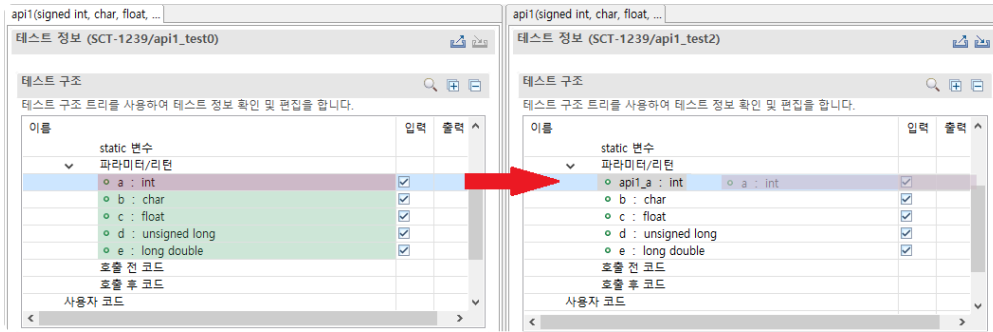 api1(signed int, char, float, ...
테스트 정보 (SCT-1239/api1_test0)
테스트 구조
테스트 구조 트리를 사용하여 테스트 정보 확인 및 편집을 합니다.
이름 입력 출력
static 변수
파라미터/리턴
a : int
b : char
c : float
d : unsigned long
e : long double
호출 전 코드
호출 후 코드
사용자 코드
api1(signed int, char, float, ...
테스트 정보 (SCT-1239/api1_test2)
테스트 구조
테스트 구조 트리를 사용하여 테스트 정보 확인 및 편집을 합니다.
이름 입력 출력
static 변수
파라미터/리턴
api1_a : int a : int
b : char
c : float
d : unsigned long
e : long double
호출 전 코드
호출 후 코드
사용자 코드